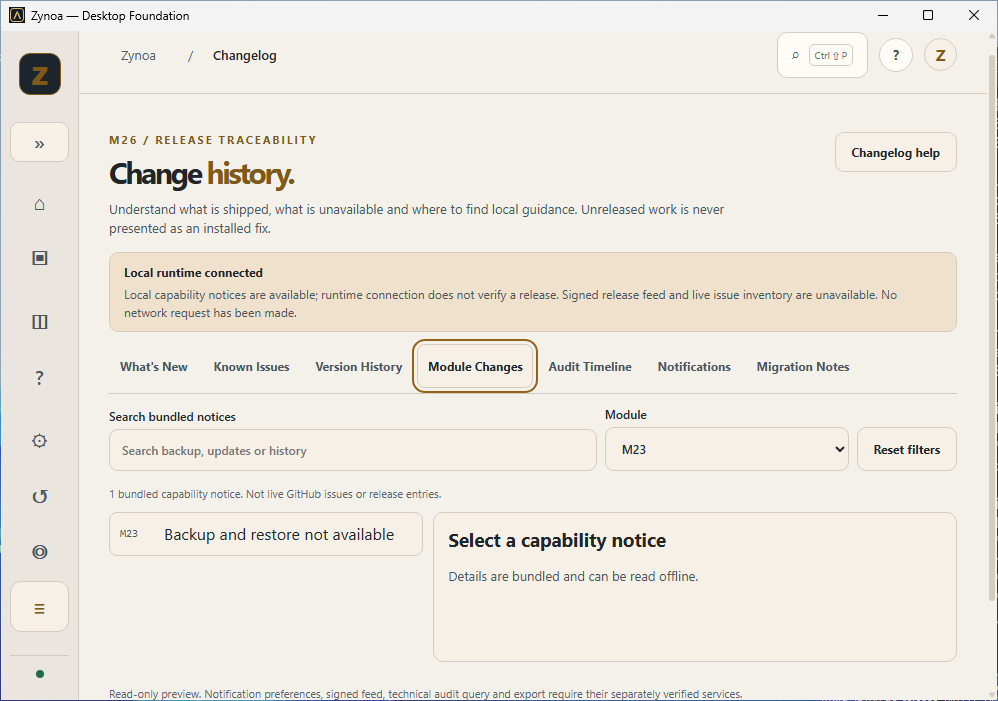 Zynoa — Desktop Foundation
Z
Zynoa / Changelog
Ctrl ⇧ P
?
Z
»
M26 / RELEASE TRACEABILITY
Change history.
Changelog help
Understand what is shipped, what is unavailable and where to find local guidance. Unreleased work is never
presented as an installed fix.
Local runtime connected
Local capability notices are available; runtime connection does not verify a release. Signed release feed and live issue inventory are unavailable. No
network request has been made.
What's New Known Issues Version History Module Changes Audit Timeline Notifications Migration Notes
?
Search bundled notices
Module
Search backup, updates or history
M23
Reset filters
1 bundled capability notice. Not live GitHub issues or release entries.
M23 Backup and restore not available
Select a capability notice
Details are bundled and can be read offline.
Read-only preview. Notification preferences, signed feed, technical audit query and export require their separately verified services.